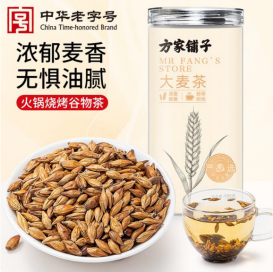 中华老字号
China Time-honored Brand
浓郁麦香
无惧油腻
火锅烧烤谷物茶
方家铺子
MR FANG'S
STORE
大麦茶